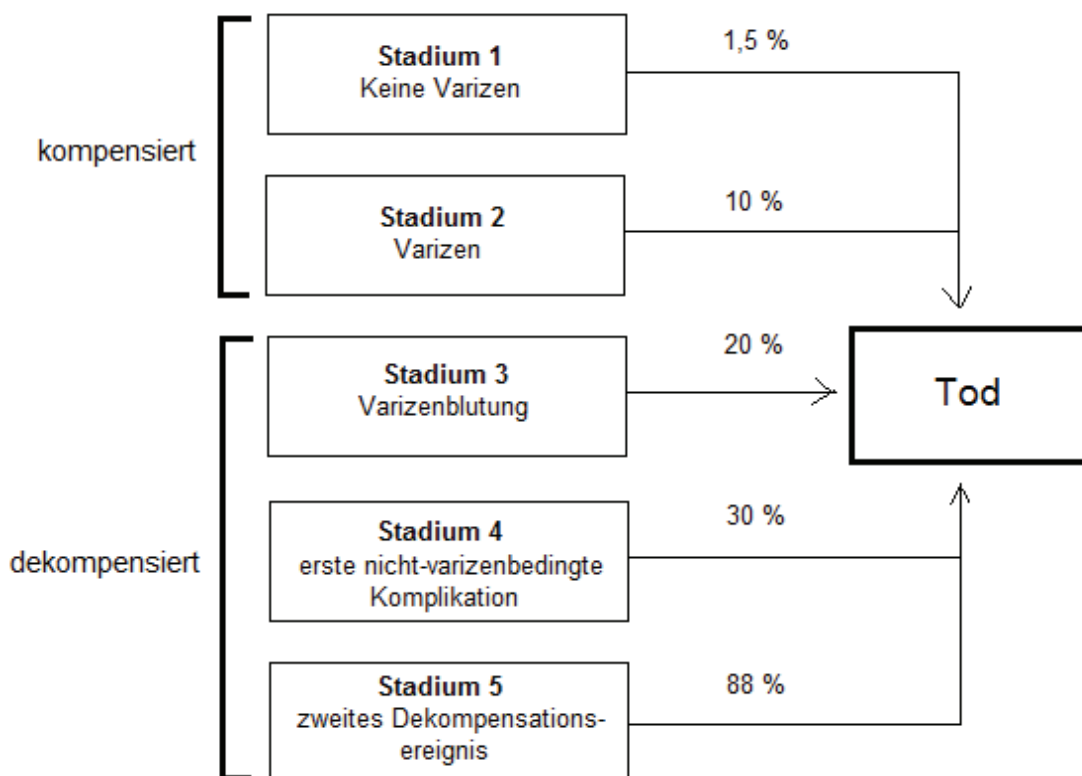 kompensiert
Stadium 1
Keine Varizen
1,5 %
Stadium 2
Varizen
10 %
dekompensiert
Stadium 3
Varizenblutung
20 %
Tod
Stadium 4
erste nicht-varizenbedingte
Komplikation
30 %
Stadium 5
zweites Dekompensations-
ereignis
88 %